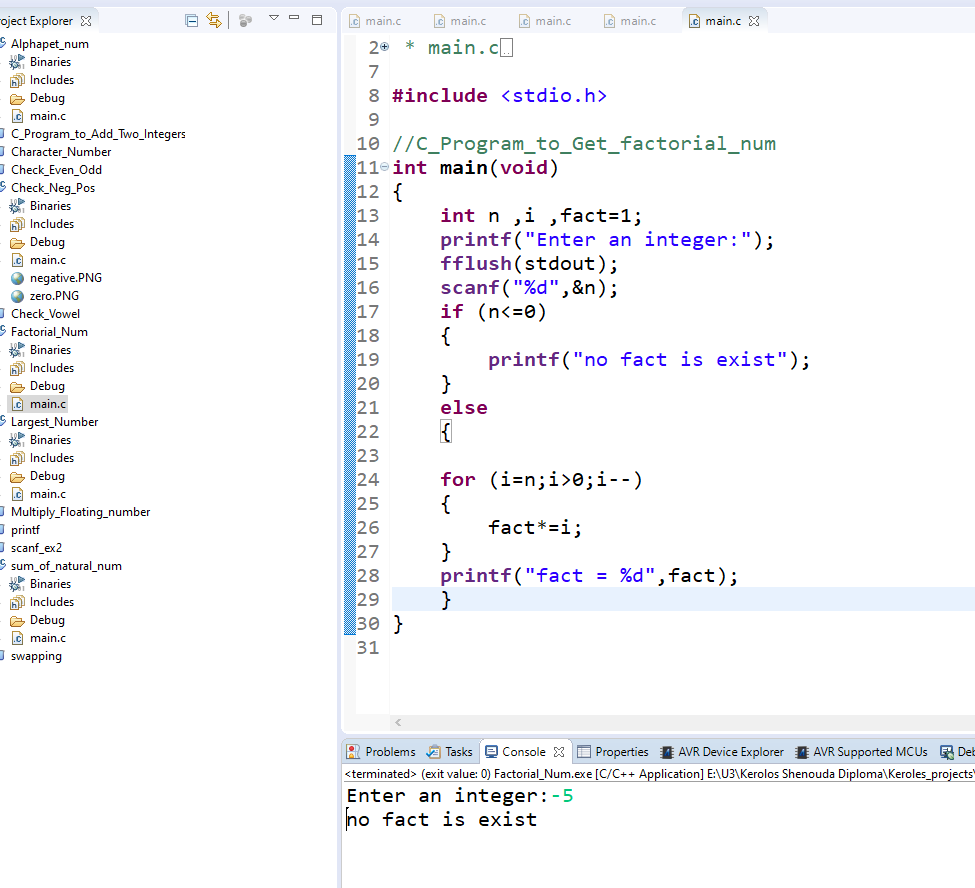 roject Explorer
Alphapet_num
Binaries
Includes
Debug
main.c
C_Program_to_Add_Two_Integers
Character_Number
Check_Even_Odd
Check_Neg_Pos
Binaries
Includes
Debug
main.c
negative.PNG
zero.PNG
Check_Vowel
Factorial_Num
Binaries
Includes
Debug
main.c
Largest_Number
Binaries
Includes
Debug
main.c
Multiply_Floating_number
printf
scanf_ex2
sum_of_natural_num
Binaries
Includes
Debug
main.c
swapping
main.c main.c main.c main.c main.c
2 * main.c
7
8 #include <stdio.h>
9
10 //C_Program_to_Get_factorial_num
11 int main(void)
12 {
13 int n ,i ,fact=1;
14 printf("Enter an integer:");
15 fflush(stdout);
16 scanf("%d",&n);
17 if (n<=0)
18 {
19 printf("no fact is exist");
20 }
21 else
22 {
23
24 for (i=n;i>0;i--)
25 {
26 fact*=i;
27 }
28 printf("fact = %d",fact);
29 }
30 }
31
Problems Tasks Console Properties AVR Device Explorer AVR Supported MCUs Deb
<terminated> (exit value: 0) Factorial_Num.exe [C/C++ Application] E:\U3\Kerolos Shenouda Diploma\Keroles_projects\
Enter an integer:-5
no fact is exist